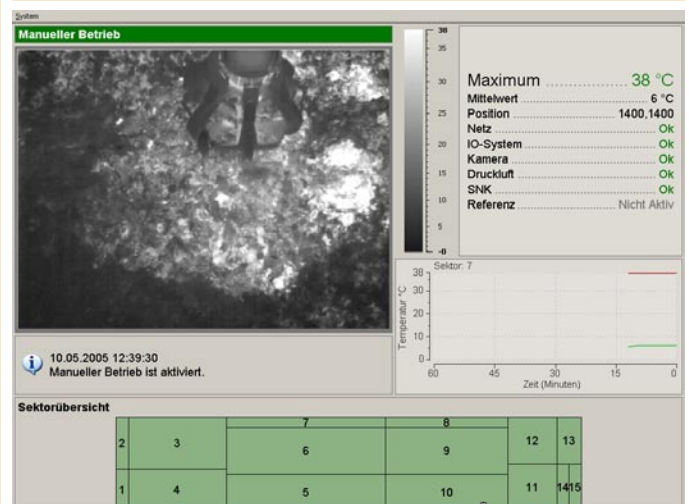 System
Manueller Betrieb
38
35
30
25
20
15
10
5
-0
Maximum 38 °C
Mittelwert 6 °C
Position 1400,1400
Netz Ok
IO-System Ok
Kamera Ok
Druckluft Ok
SNK Ok
Referenz Nicht Aktiv
Sektor: 7
Temperatur °C
38
30
20
10
0
60 45 30 15 0
Zeit (Minuten)
10.05.2005 12:39:30
Manueller Betrieb ist aktiviert.
Sektorübersicht
7 8
2 3 6 9 12 13
1 4 5 10 11 14 15